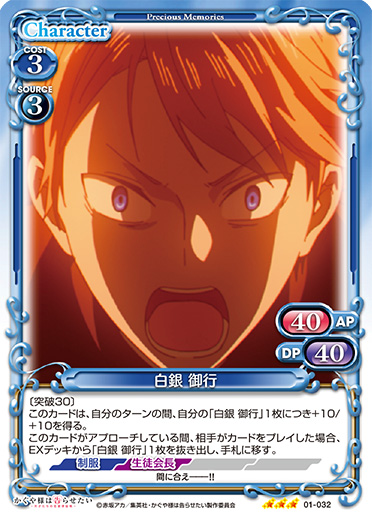 Precious Memories
Character
COST
3
SOURCE
3
40 AP
DP 40
白銀 御行
〔突破30〕
このカードは、自分のターンの間、自分の「白銀 御行」1枚につき+10/
+10を得る。
このカードがアプローチしている間、相手がカードをプレイした場合、
EXデッキから「白銀 御行」1枚を抜き出し、手札に移す。
制服 生徒会長
間に合え――!!
かぐや様は告らせたい
©赤坂アカ/集英社・かぐや様は告らせたい製作委員会
01-032